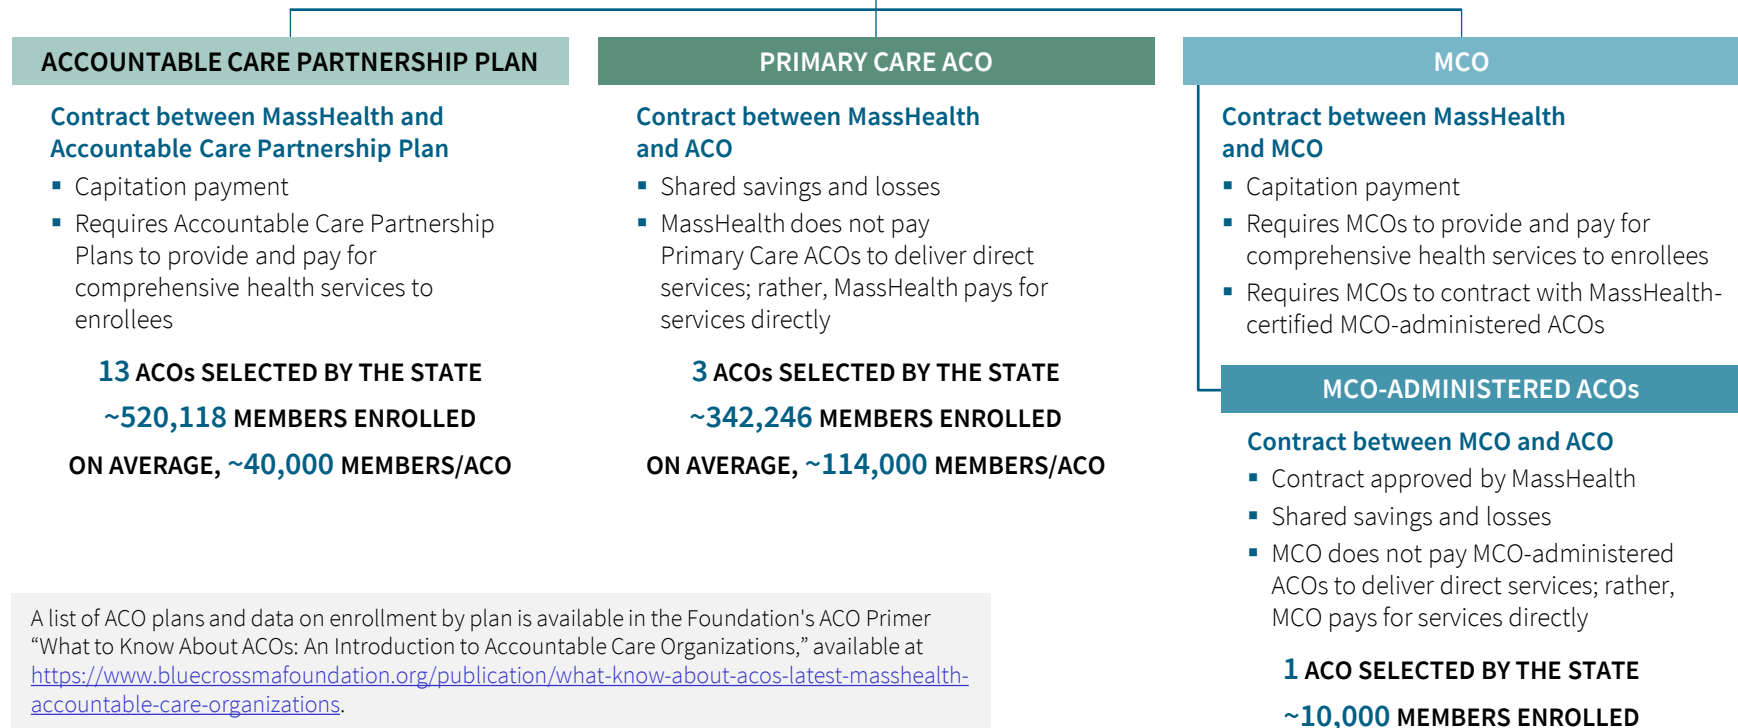 ACCOUNTABLE CARE PARTNERSHIP PLAN
Contract between MassHealth and
Accountable Care Partnership Plan
▪ Capitation payment
▪ Requires Accountable Care Partnership
Plans to provide and pay for
comprehensive health services to
enrollees
13 ACOs SELECTED BY THE STATE
~520,118 MEMBERS ENROLLED
ON AVERAGE, ~40,000 MEMBERS/ACO
PRIMARY CARE ACO
Contract between MassHealth
and ACO
▪ Shared savings and losses
▪ MassHealth does not pay
Primary Care ACOs to deliver direct
services; rather, MassHealth pays for
services directly
3 ACOs SELECTED BY THE STATE
~342,246 MEMBERS ENROLLED
ON AVERAGE, ~114,000 MEMBERS/ACO
MCO
Contract between MassHealth
and MCO
▪ Capitation payment
▪ Requires MCOs to provide and pay for
comprehensive health services to enrollees
▪ Requires MCOs to contract with MassHealth-
certified MCO-administered ACOs
MCO-ADMINISTERED ACOs
Contract between MCO and ACO
▪ Contract approved by MassHealth
▪ Shared savings and losses
▪ MCO does not pay MCO-administered
ACOs to deliver direct services; rather,
MCO pays for services directly
1 ACO SELECTED BY THE STATE
~10,000 MEMBERS ENROLLED
A list of ACO plans and data on enrollment by plan is available in the Foundation's ACO Primer
“What to Know About ACOs: An Introduction to Accountable Care Organizations,” available at
https://www.bluecrossmafoundation.org/publication/what-know-about-acos-latest-masshealth-
accountable-care-organizations.